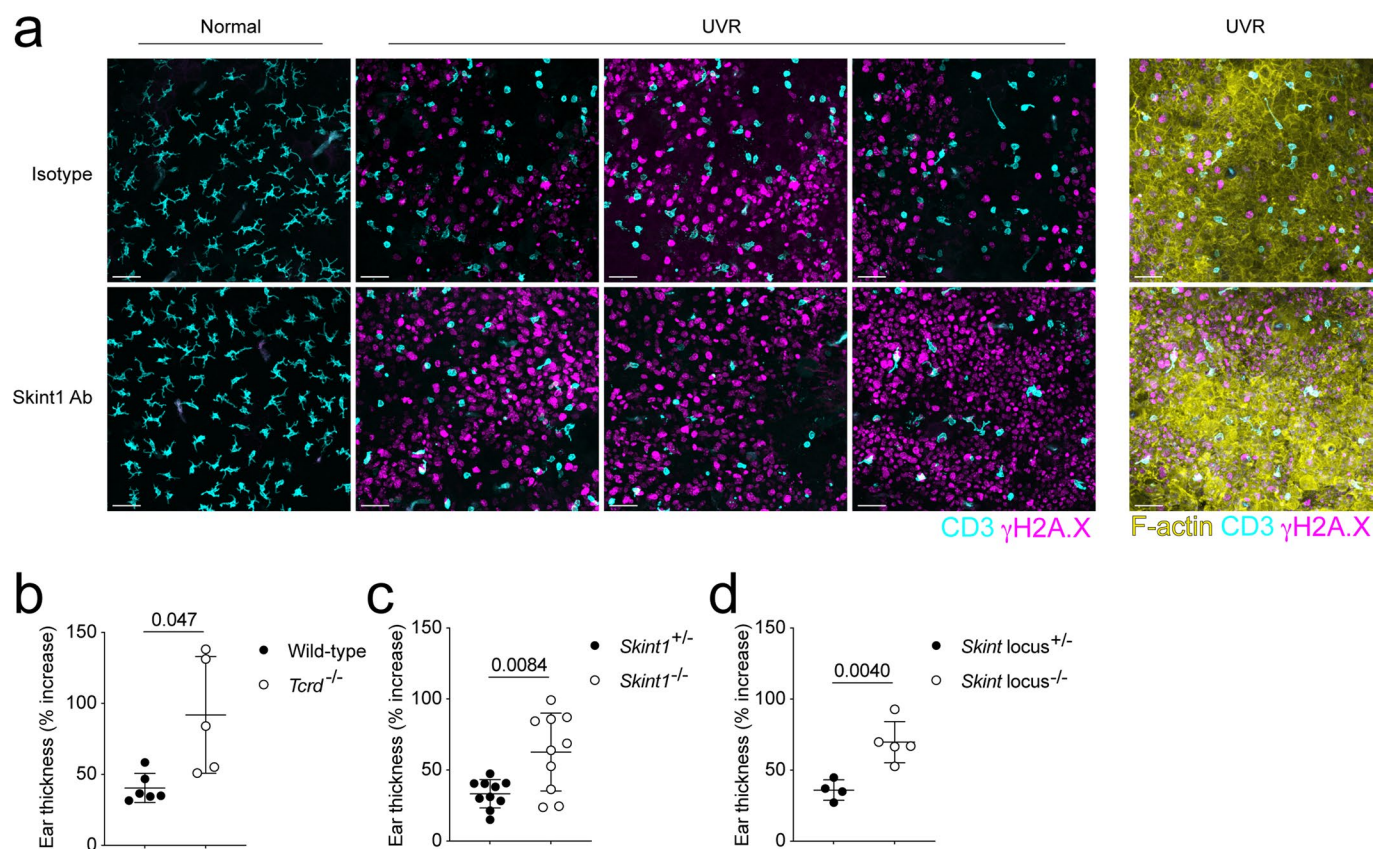 a
Normal
UVR
UVR
Isotype
Skint1 Ab
CD3 γH2A.X
F-actin CD3 γH2A.X
b
Ear thickness (% increase)
150
100
50
0
0.047
Wild-type
Tcrd-/-
c
Ear thickness (% increase)
150
100
50
0
0.0084
Skint1+/-
Skint1-/-
d
Ear thickness (% increase)
150
100
50
0
0.0040
Skint locus+/-
Skint locus-/-